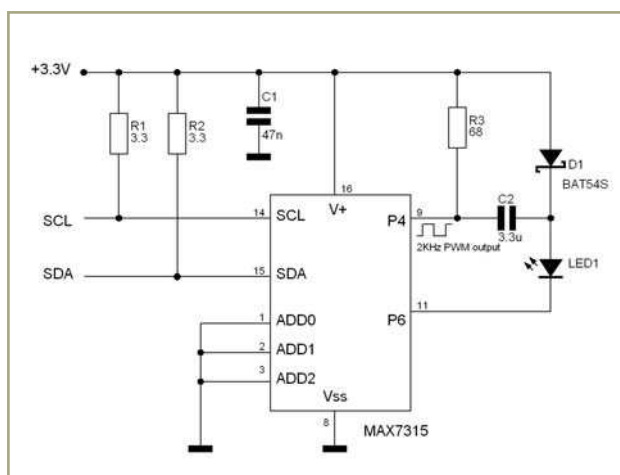 +3.3V
C1
47n
R1
3.3
R2
3.3
R3
68
D1
BAT54S
16
V+
SCL
14
SCL
P4
9
C2
3.3u
2KHz PWM output
LED1
SDA
15
SDA
P6
11
1
ADD0
2
ADD1
3
ADD2
Vss
8
MAX7315